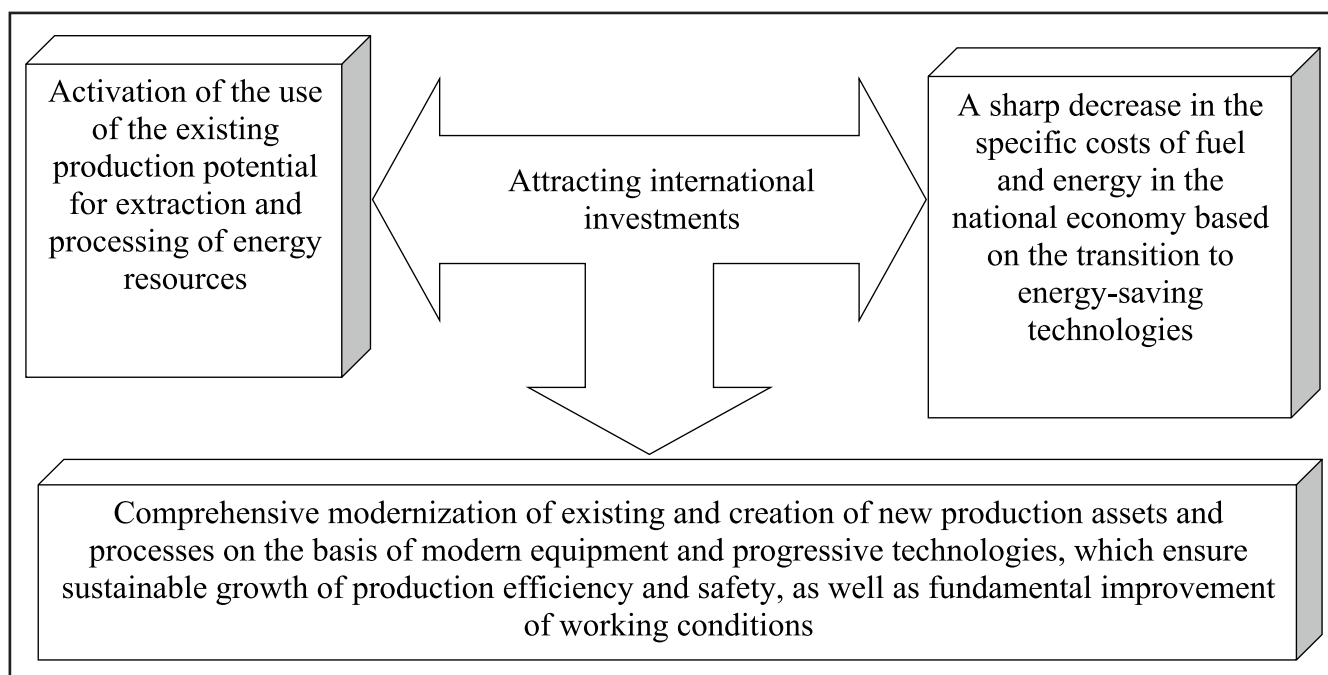 Activation of the use
of the existing
production potential
for extraction and
processing of energy
resources
Attracting international
investments
A sharp decrease in the
specific costs of fuel
and energy in the
national economy based
on the transition to
energy-saving
technologies
Comprehensive modernization of existing and creation of new production assets and
processes on the basis of modern equipment and progressive technologies, which ensure
sustainable growth of production efficiency and safety, as well as fundamental improvement
of working conditions